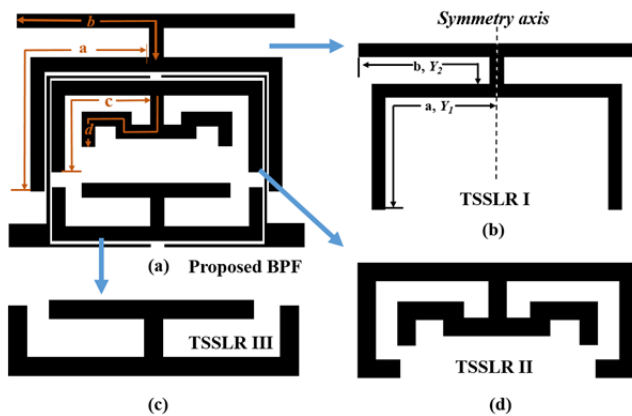 b
a
c
d
(a) Proposed BPF
Symmetry axis
b, Y2
a, Y1
TSSLR I
(b)
TSSLR III
(c)
TSSLR II
(d)